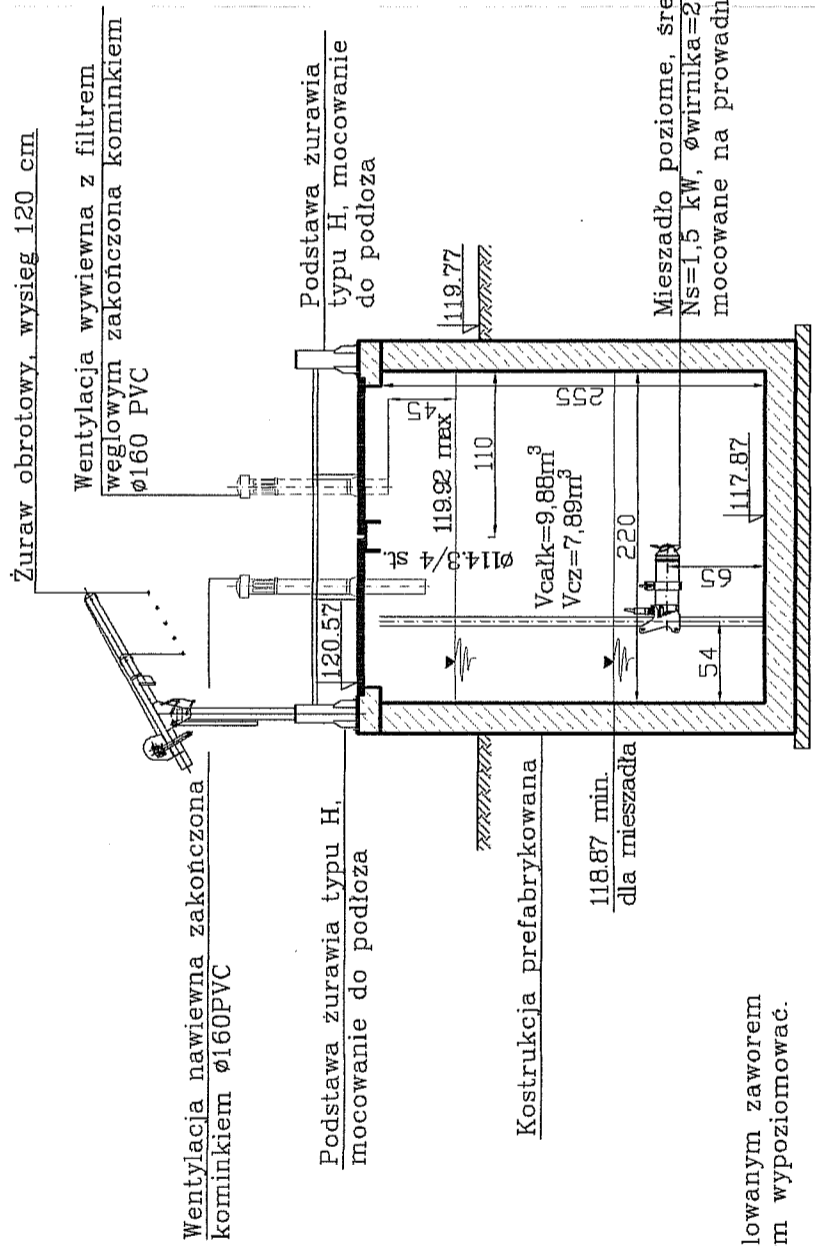 Żuraw obrotowy, wysięg 120 cm
Wentylacja wywiewna z filtrem
węglowym zakończona kominkiem
ø160 PVC
Wentylacja nawiewna zakończona
kominkiem ø160PVC
Podstawa żurawia
typu H, mocowanie
do podłoża
Podstawa żurawia typu H,
mocowanie do podłoża
120.57
119.77
45
119.92 max
110
ø114.3/4 st.
255
Kostrukcja prefabrykowana
Vcałk=9,88m³
Vcz=7,89m³
118.87 min.
dla mieszadła
220
Mieszadło poziome, śre
Ns=1,5 kW, øwirnika=2
mocowane na prowadn
65
54
117.87
lowanym zaworem
m wypoziomować.